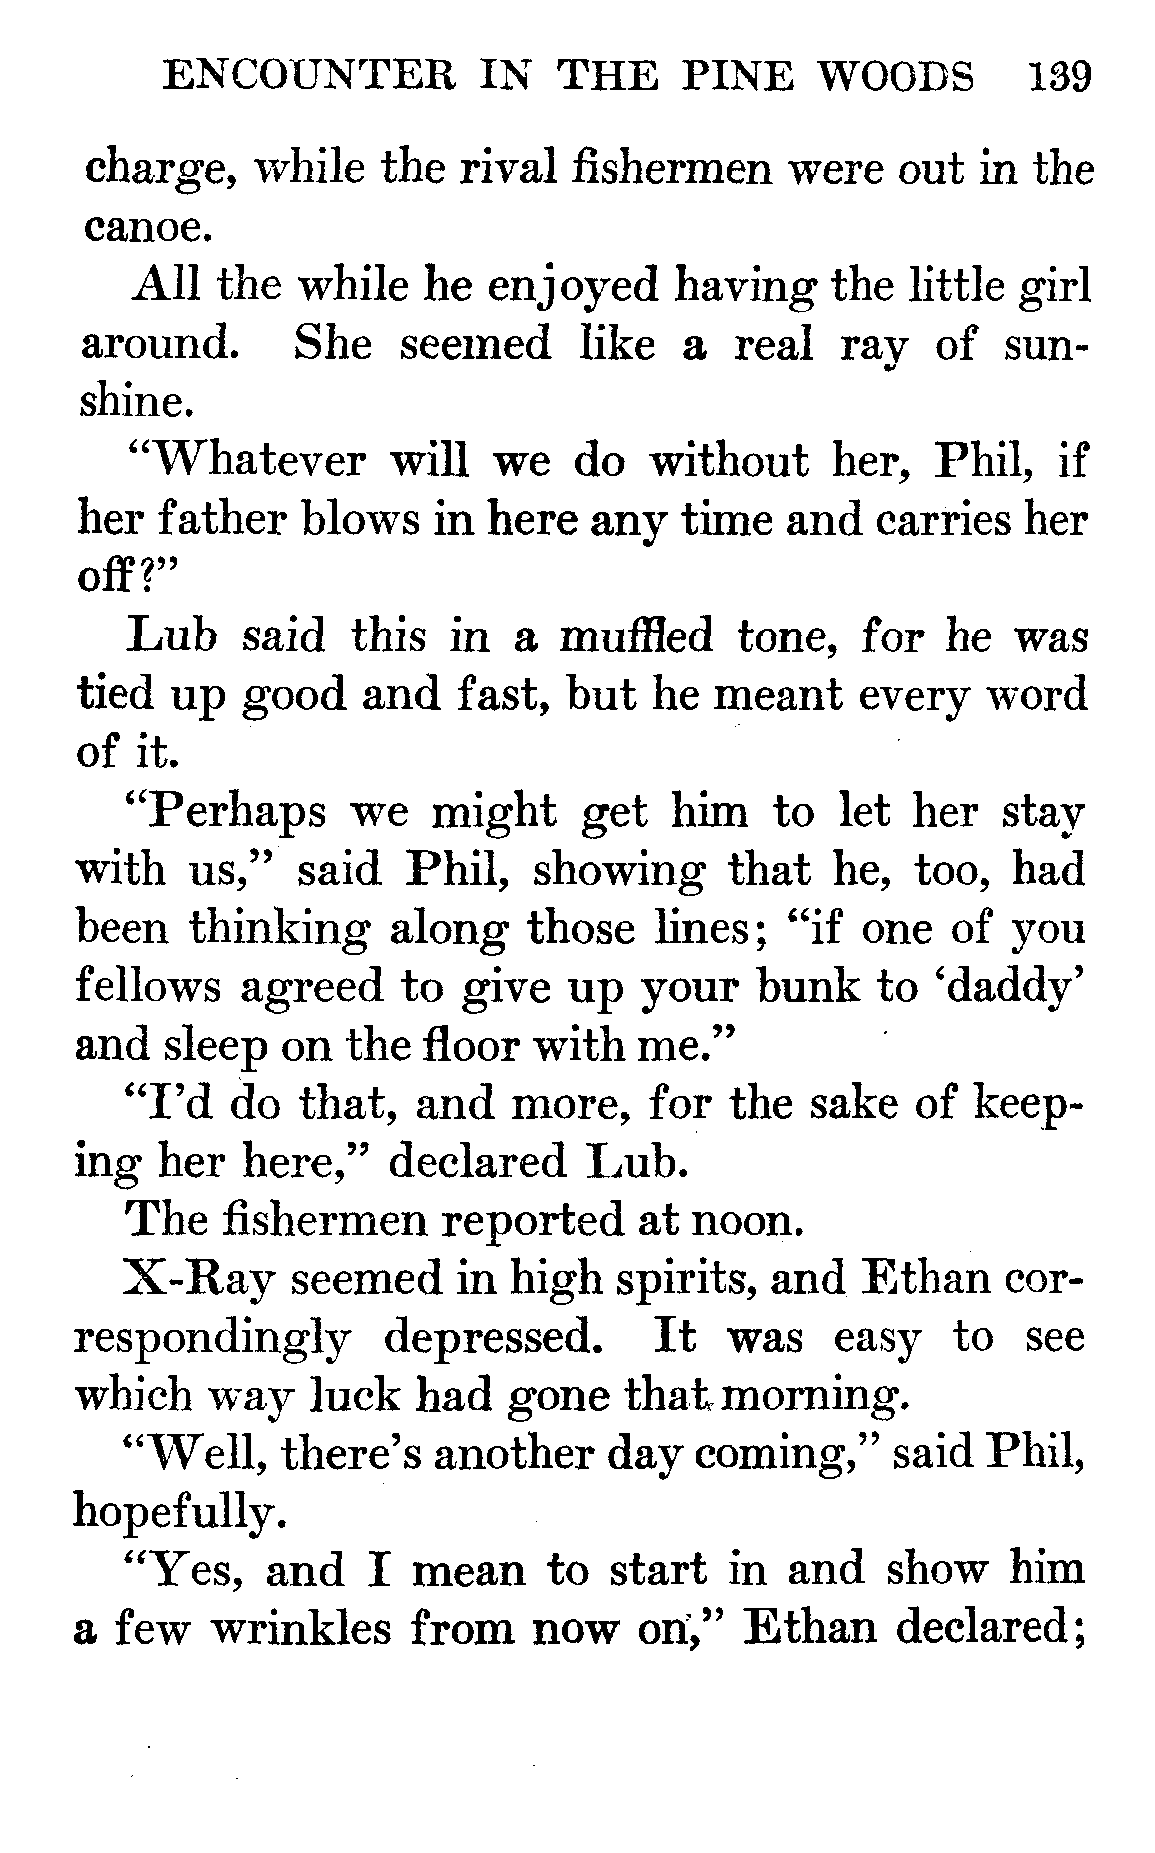 ENCOUNTER IN THE PINE WOODS 139
charge, while the rival fishermen were out in the
canoe.
All the while he enjoyed having the little girl
around. She seemed like a real ray of sun-
shine.
“Whatever will we do without her, Phil, if
her father blows in here any time and carries her
off?”
Lub said this in a muffled tone, for he was
tied up good and fast, but he meant every word
of it.
“Perhaps we might get him to let her stay
with us,” said Phil, showing that he, too, had
been thinking along those lines; “if one of you
fellows agreed to give up your bunk to ‘daddy’
and sleep on the floor with me.”
“I’d do that, and more, for the sake of keep-
ing her here,” declared Lub.
The fishermen reported at noon.
X-Ray seemed in high spirits, and Ethan cor-
respondingly depressed. It was easy to see
which way luck had gone that morning.
“Well, there’s another day coming,” said Phil,
hopefully.
“Yes, and I mean to start in and show him
a few wrinkles from now on,” Ethan declared;